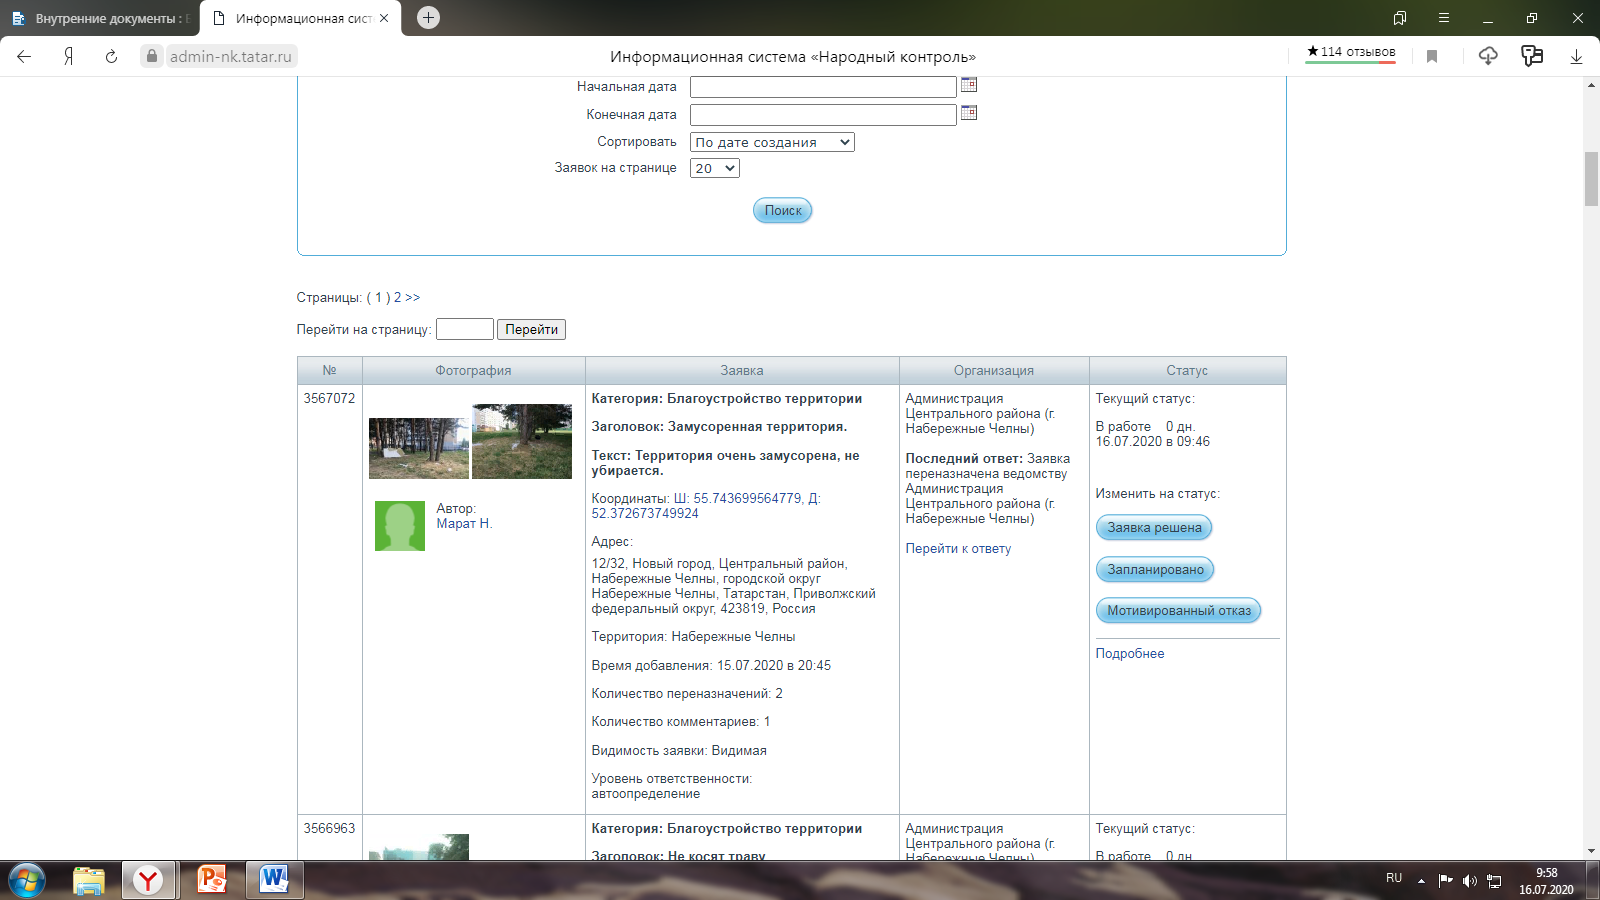 Внутренние документы :
Информационная сист
admin-nk.tatar.ru
Информационная система «Народный контроль»
★114 отзывов
Начальная дата
Конечная дата
Сортировать
По дате создания
Заявок на странице
20
Поиск
Страницы: ( 1 ) 2 >>
Перейти на страницу:
Перейти
№
Фотография
Заявка
Организация
Статус
3567072
Автор:
Марат Н.
Категория: Благоустройство территории
Заголовок: Замусоренная территория.
Текст: Территория очень замусорена, не
убирается.
Координаты: Ш: 55.743699564779, Д:
52.372673749924
Адрес:
12/32, Новый город, Центральный район,
Набережные Челны, городской округ
Набережные Челны, Татарстан, Приволжский
федеральный округ, 423819, Россия
Территория: Набережные Челны
Время добавления: 15.07.2020 в 20:45
Количество переназначений: 2
Количество комментариев: 1
Видимость заявки: Видимая
Уровень ответственности:
автоопределение
Администрация
Центрального района (г.
Набережные Челны)
Последний ответ: Заявка
переназначена ведомству
Администрация
Центрального района (г.
Набережные Челны)
Перейти к ответу
Текущий статус:
В работе 0 дн.
16.07.2020 в 09:46
Изменить на статус:
Заявка решена
Запланировано
Мотивированный отказ
Подробнее
3566963
Категория: Благоустройство территории
Заголовок: Не косят траву
Администрация
Центрального района (г.
Набережные Челны)
Текущий статус:
В работе 0 дн.
RU
9:58
16.07.2020